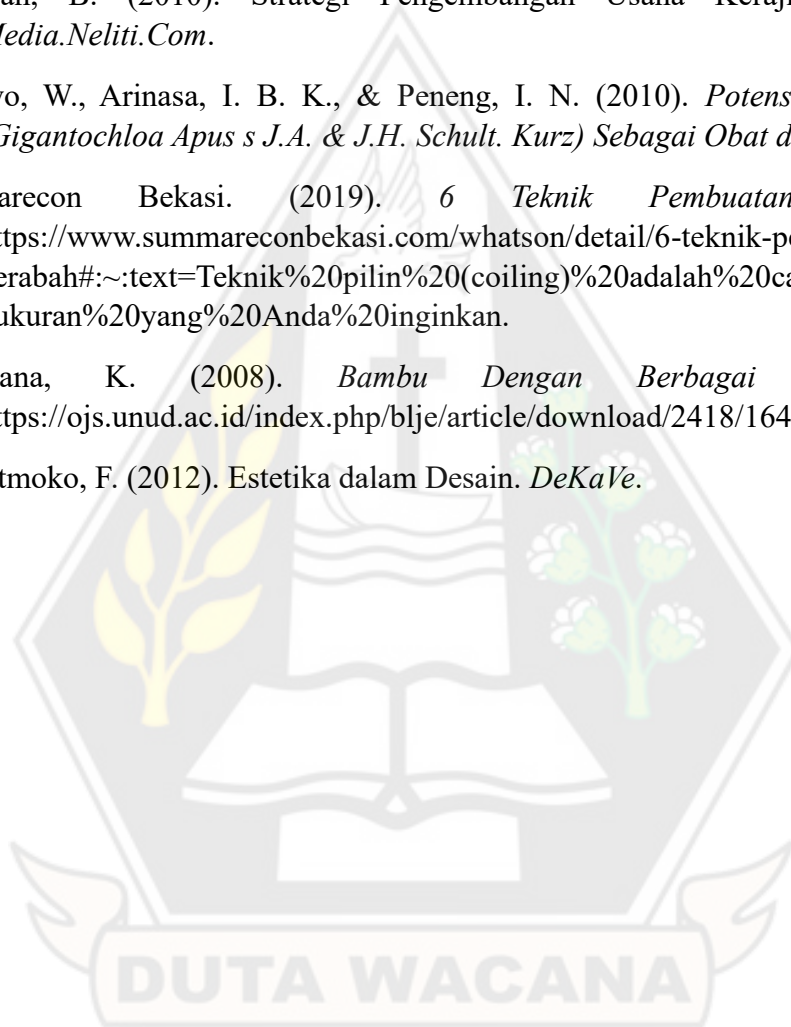 an, B. (2010). Strategi Pengembangan Usaha Keraji
Media.Neliti.Com.
yo, W., Arinasa, I. B. K., & Peneng, I. N. (2010). Potens
Gigantochloa Apus s J.A. & J.H. Schult. Kurz) Sebagai Obat d
arecon Bekasi. (2019). 6 Teknik Pembuatan
ttps://www.summareconbekasi.com/whatson/detail/6-teknik-pe
erabah#:~:text=Teknik%20pilin%20(coiling)%20adalah%20ca
ukuran%20yang%20Anda%20inginkan.
ana, K. (2008). Bambu Dengan Berbagai
ttps://ojs.unud.ac.id/index.php/blje/article/download/2418/164
tmoko, F. (2012). Estetika dalam Desain. DeKaVe.
DUTA WACANA